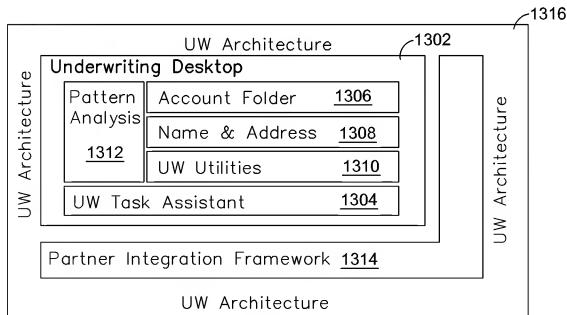 1316
UW Architecture
1302
Underwriting Desktop
UW Architecture
Pattern
Analysis
1312
Account Folder 1306
Name & Address 1308
UW Utilities 1310
UW Task Assistant 1304
UW Architecture
Partner Integration Framework 1314
UW Architecture